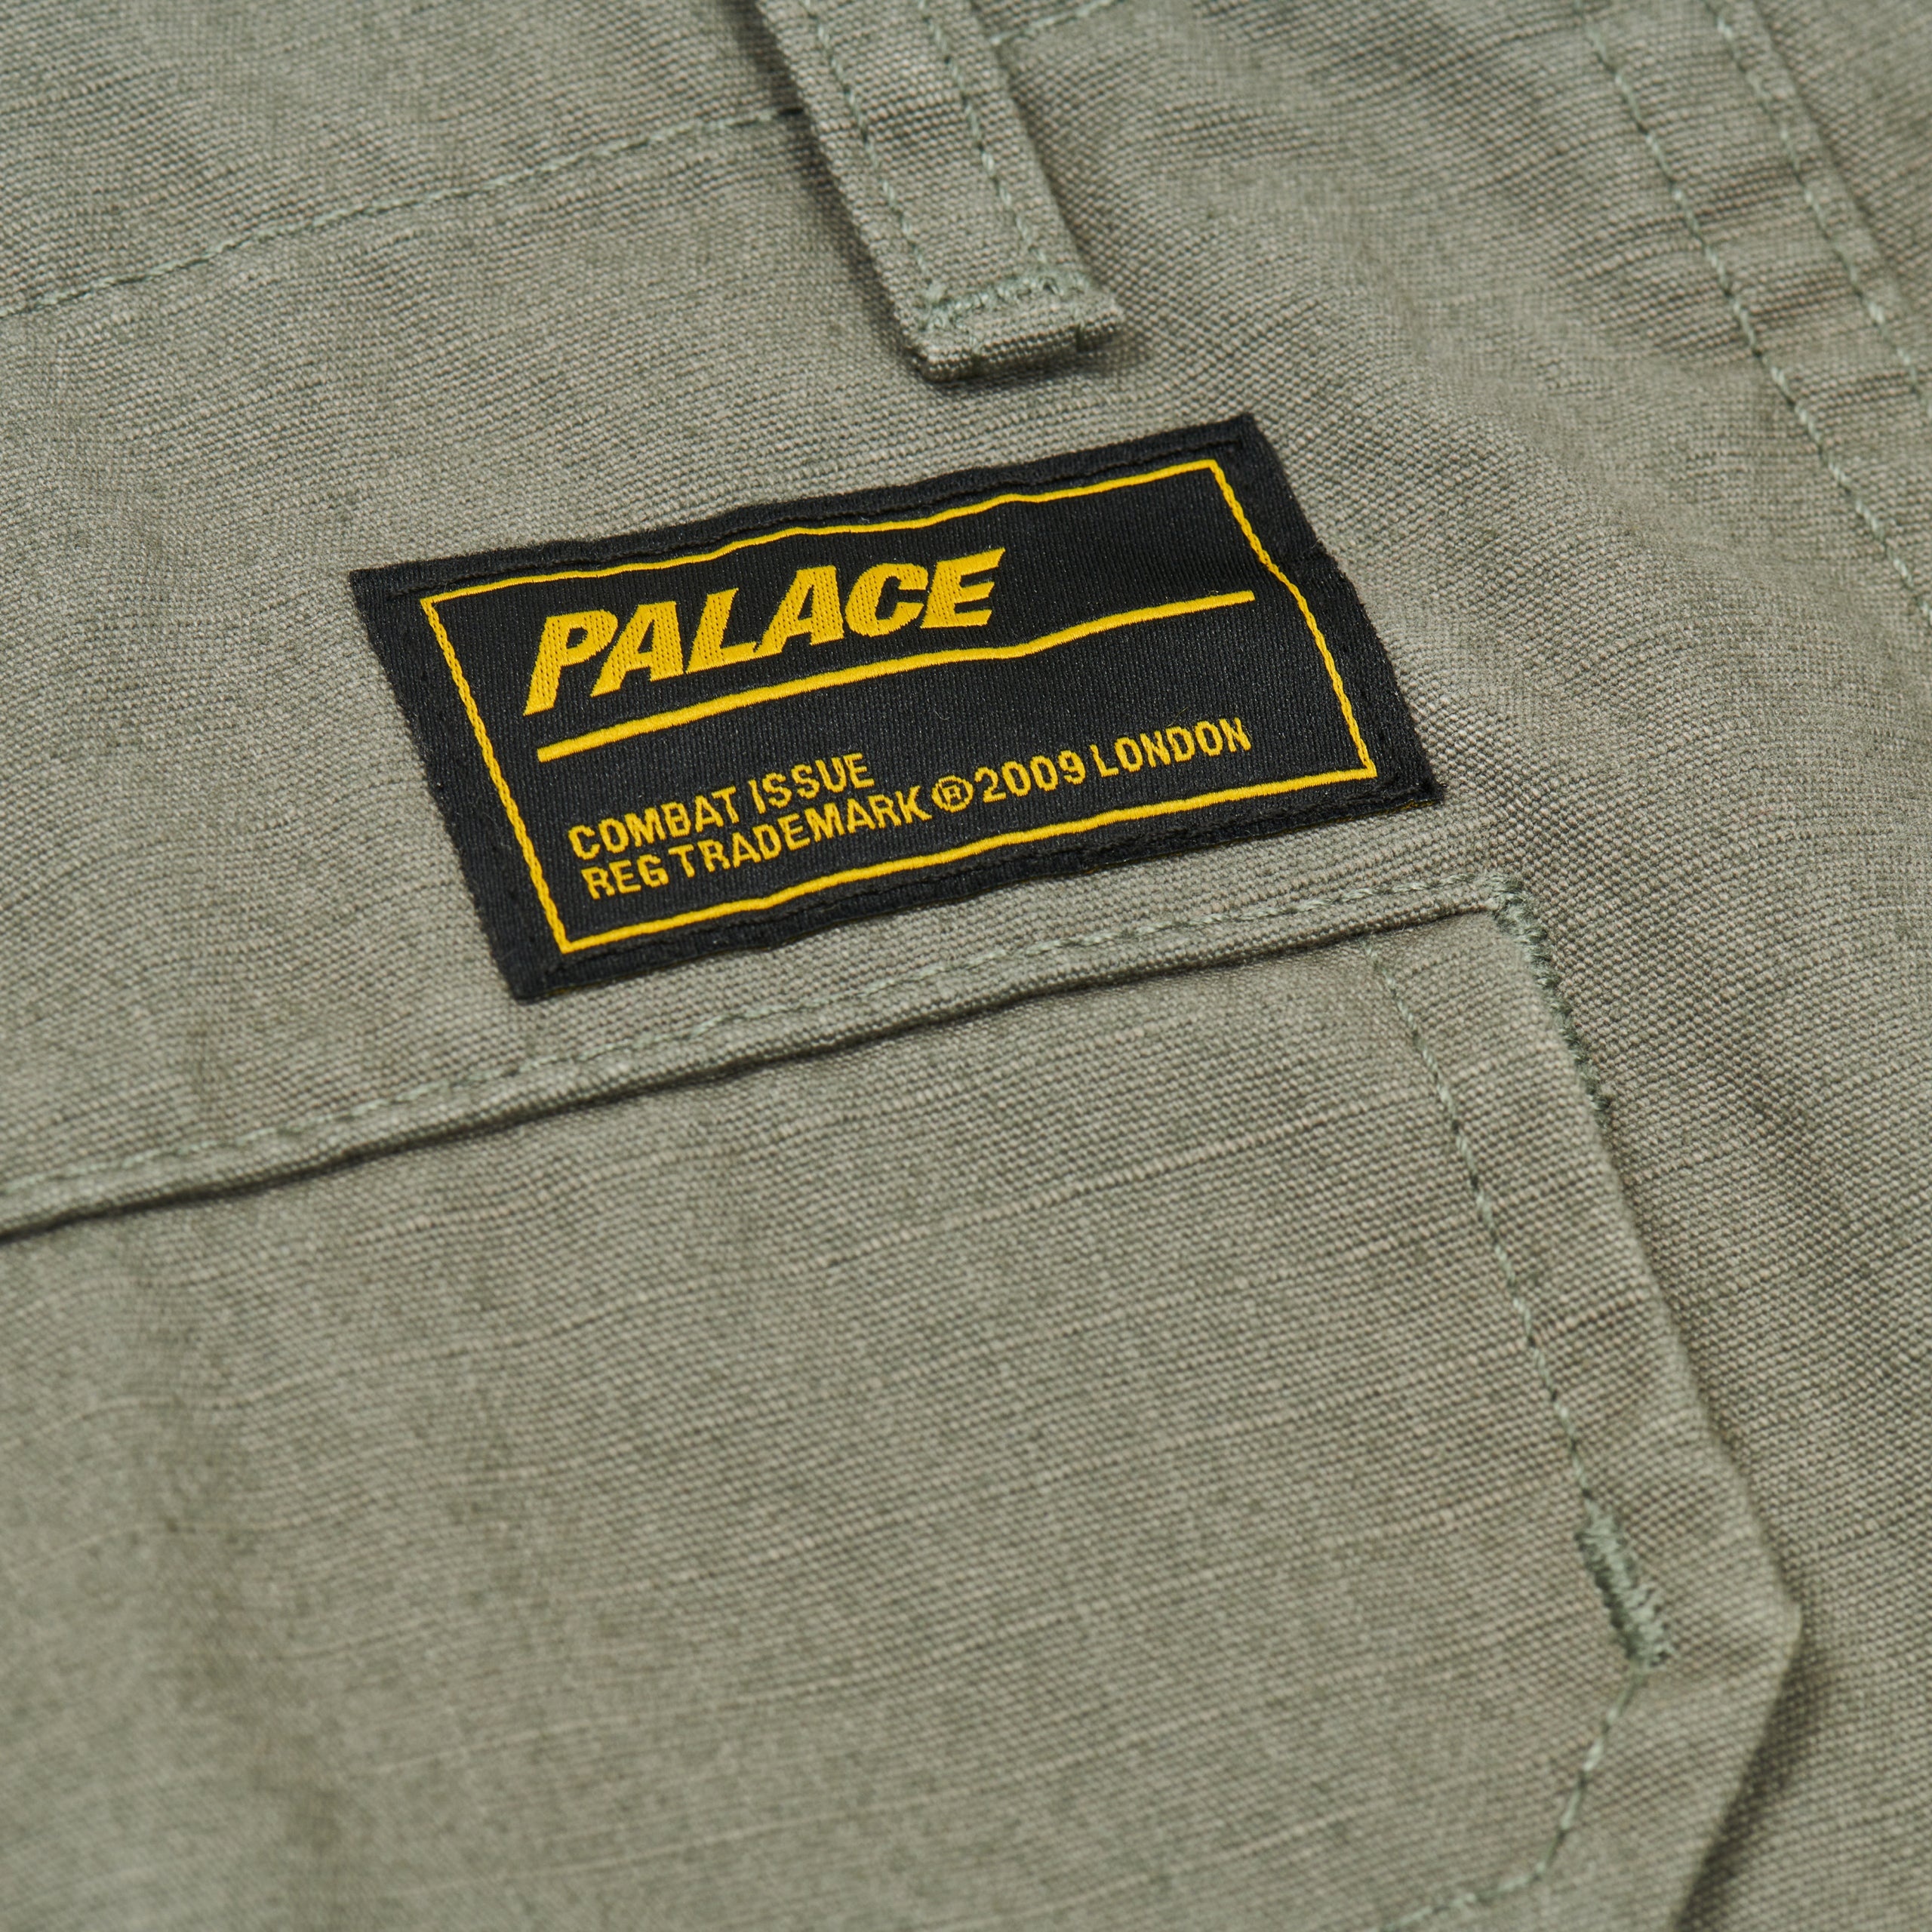 PALACE
COMBAT ISSUE
REG TRADEMARK ® 2009 LONDON